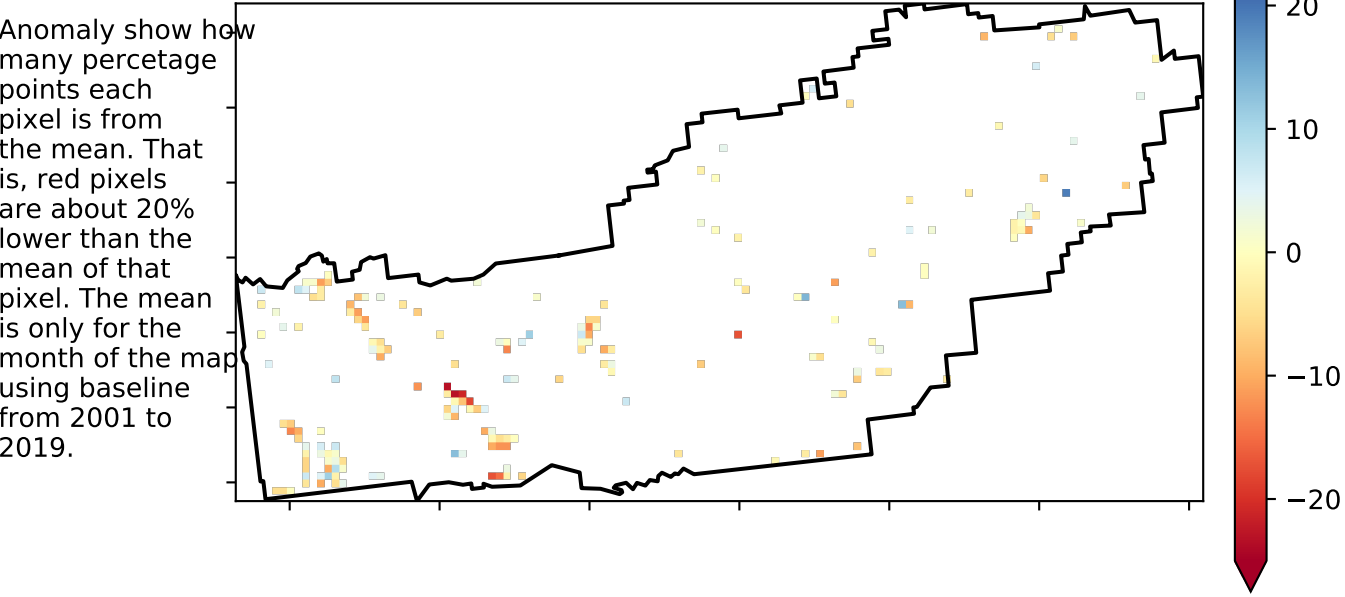 Anomaly show how
many percetage
points each
pixel is from
the mean. That
is, red pixels
are about 20%
lower than the
mean of that
pixel. The mean
is only for the
month of the map
using baseline
from 2001 to
2019.
20
10
0
−10
−20